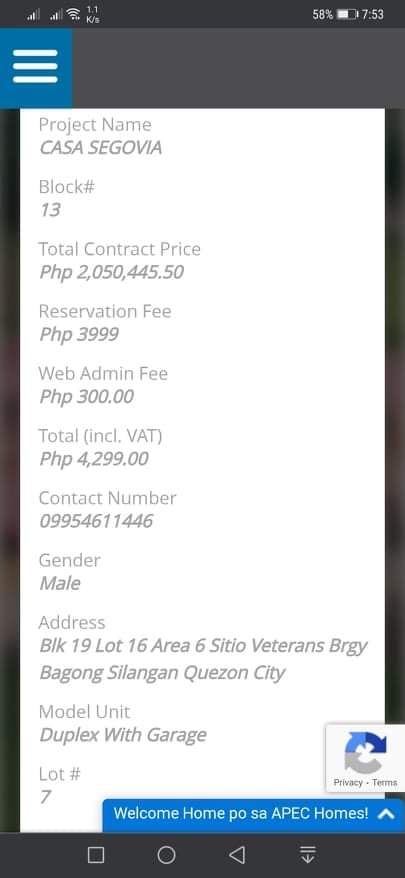 1.1
K/s
58%
7:53
Project Name
CASA SEGOVIA
Block#
13
Total Contract Price
Php 2,050,445.50
Reservation Fee
Php 3999
Web Admin Fee
Php 300.00
Total (incl. VAT)
Php 4,299.00
Contact Number
09954611446
Gender
Male
Address
Blk 19 Lot 16 Area 6 Sitio Veterans Brgy
Bagong Silangan Quezon City
Model Unit
Duplex With Garage
Lot #
7
Privacy - Terms
Welcome Home po sa APEC Homes!